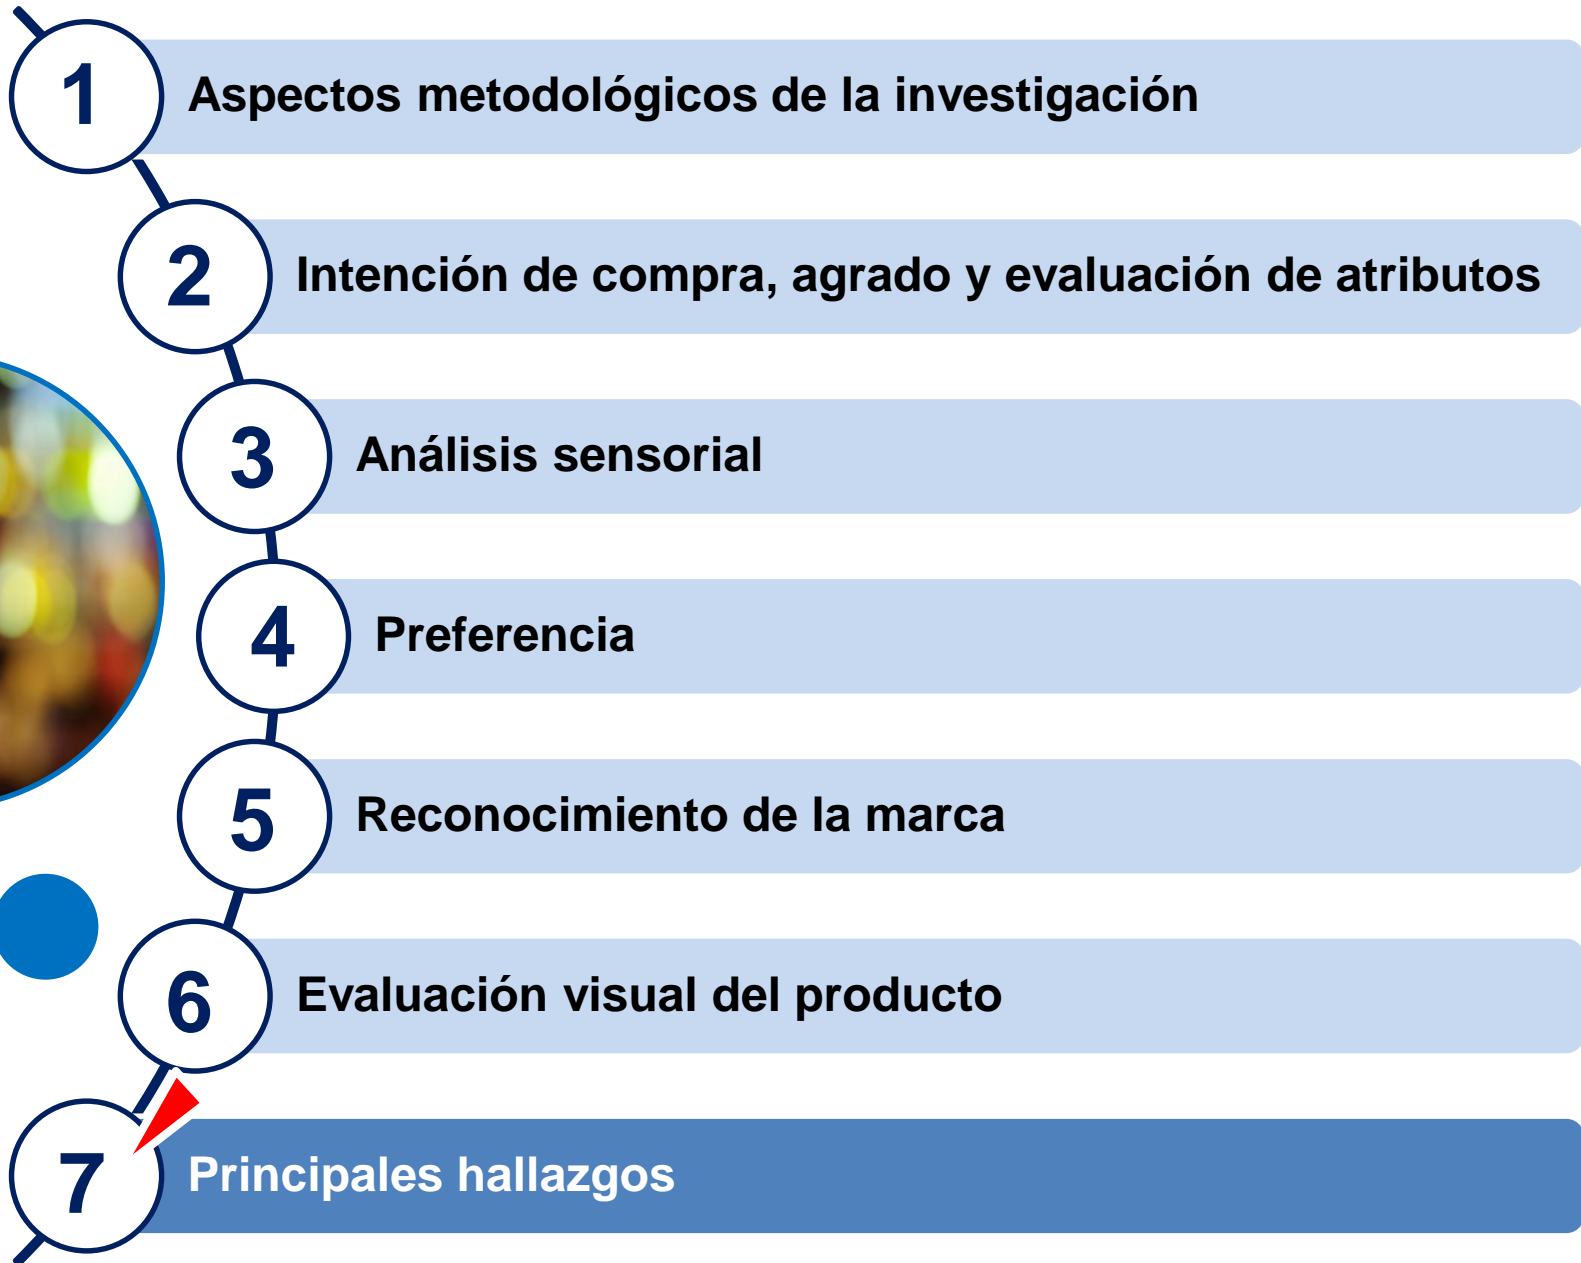 1
Aspectos metodológicos de la investigación
2
Intención de compra, agrado y evaluación de atributos
3
Análisis sensorial
4
Preferencia
5
Reconocimiento de la marca
6
Evaluación visual del producto
7
Principales hallazgos